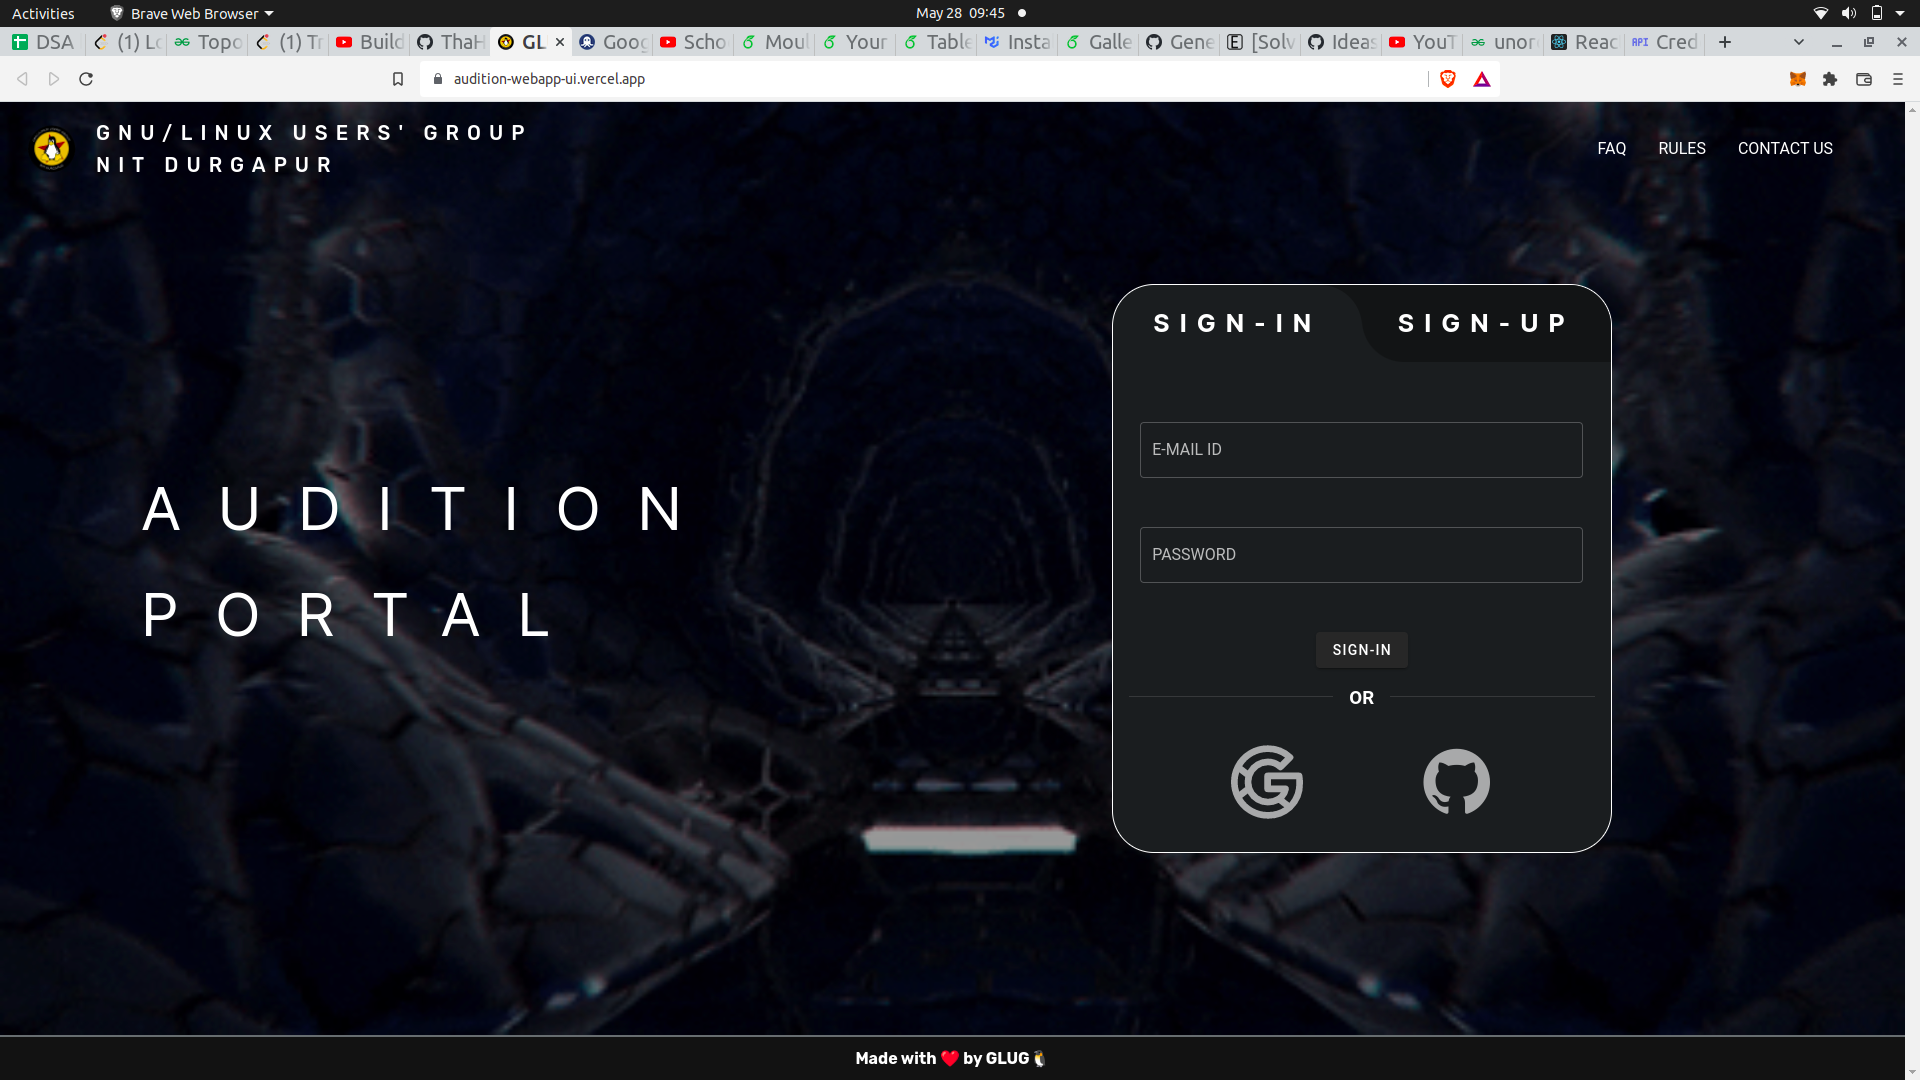 Activities
Brave Web Browser
May 28 09:45
DSA
(1) Lo
Topo
(1) Tr
Build
ThaH
GL
Goog
Scho
Moul
Your
Table
Insta
Galle
Gene
[Solv
Ideas
YouT
unor
Reac
API
Cred
audition-webapp-ui.vercel.app
GNU/LINUX USERS' GROUP
NIT DURGAPUR
FAQ
RULES
CONTACT US
SIGN-IN
SIGN-UP
E-MAIL ID
AUDITION
PORTAL
PASSWORD
SIGN-IN
OR
Made with ❤️ by GLUG🐧